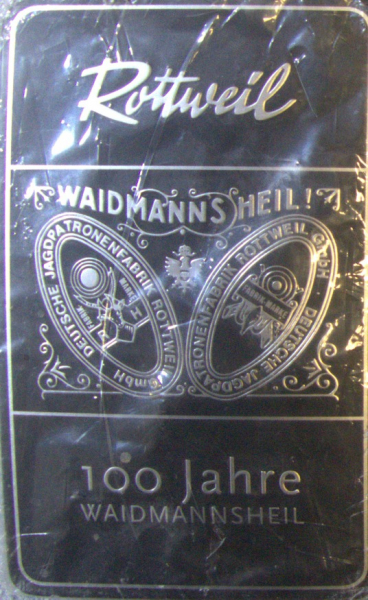 Rottweil
WAIDMANNS HEIL!
DEUTSCHE JAGDPATRONENFABRIK ROTTWEIL GmbH
DEUTSCHE JAGDPATRONENFABRIK ROTTWEIL GmbH
100 Jahre
WAIDMANNSHEIL